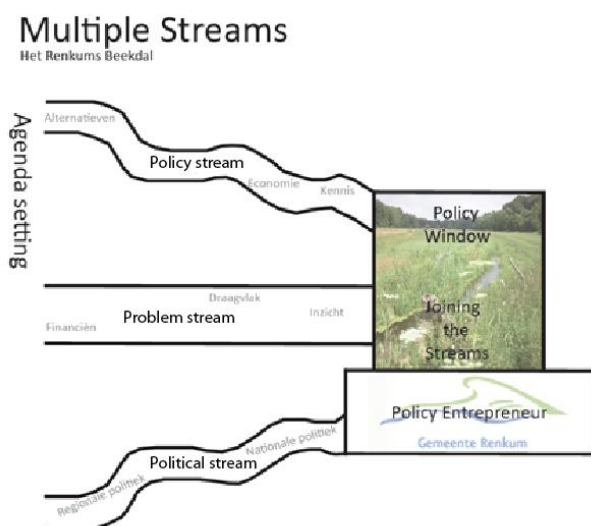 Multiple Streams
Het Renkums Beekdal
Agenda setting
Alternatieven
Policy stream
Economie
Kennis
Policy
Window
Draagvlak
Problem stream
Inzicht
Financiën
Joining
the
Streams
Policy Entrepreneur
Gemeente Renkum
Nationale politiek
Political stream
Regionale politiek